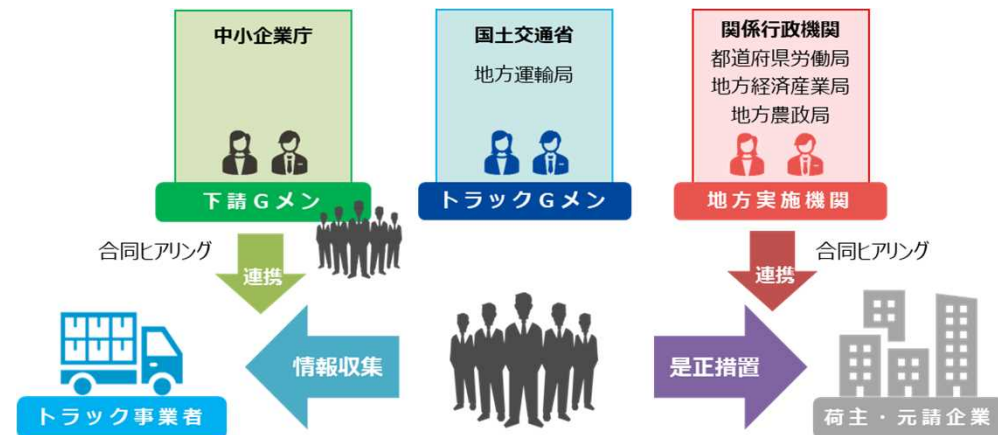 中小企業庁
国土交通省
地方運輸局
関係行政機関
都道府県労働局
地方経済産業局
地方農政局
下請Gメン
トラックGメン
地方実施機関
合同ヒアリング
連携
連携
合同ヒアリング
情報収集
是正措置
トラック事業者
荷主・元請企業